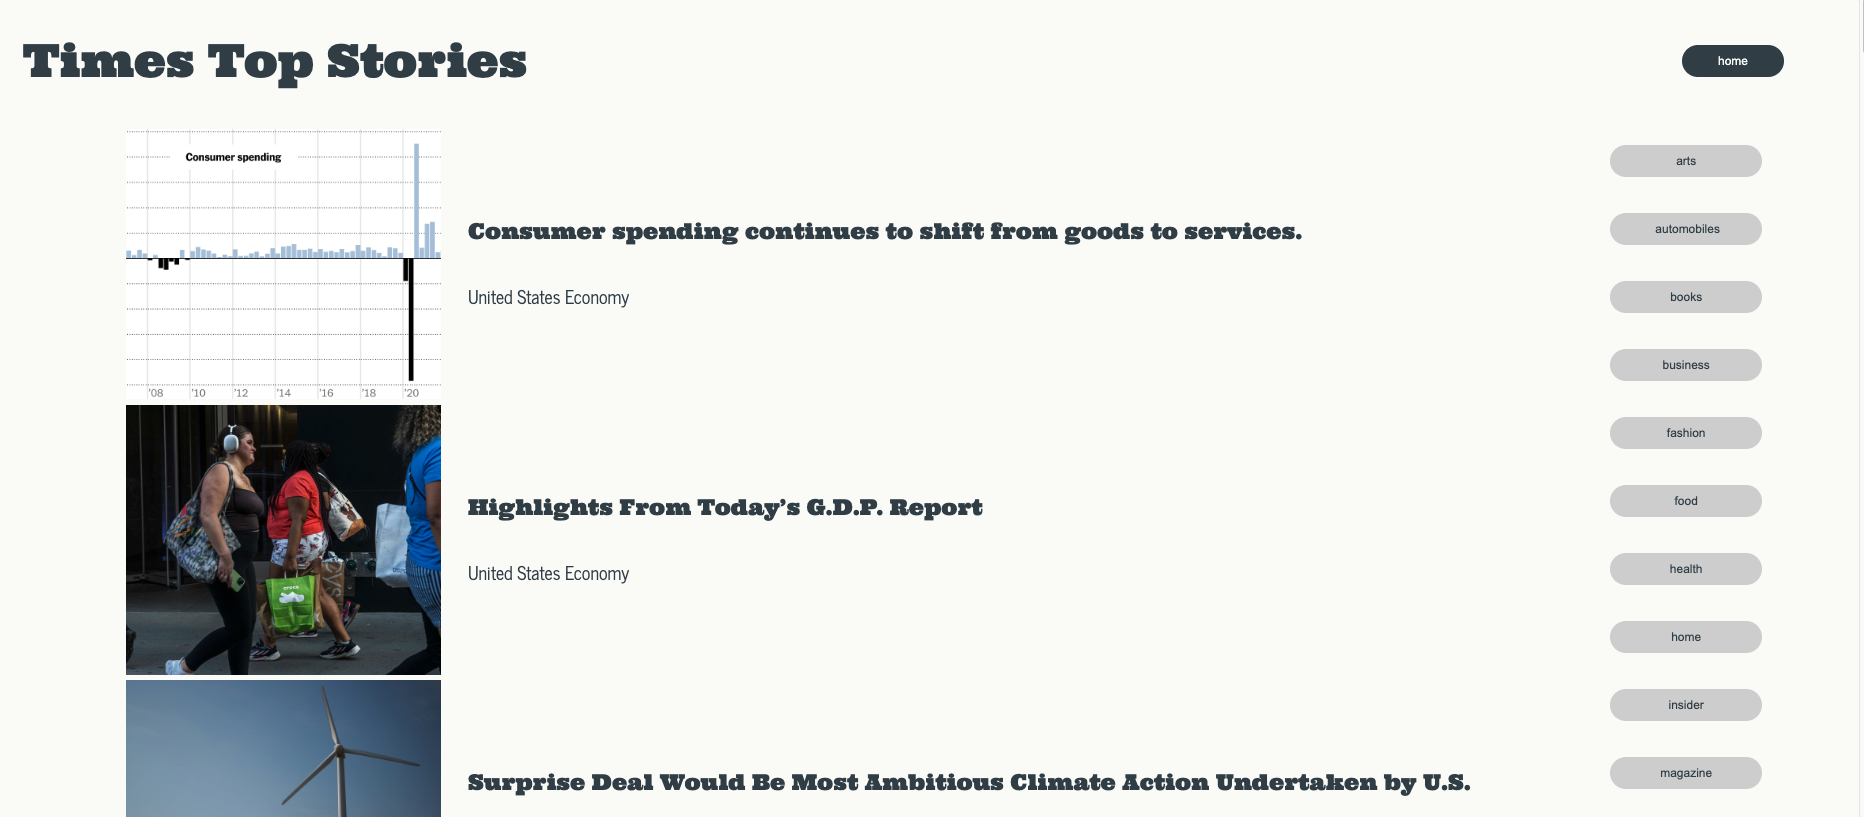 Times Top Stories
home
Consumer spending
'08 '10 '12 '14 '16 '18 '20
Consumer spending continues to shift from goods to services.
United States Economy
Highlights From Today's G.D.P. Report
United States Economy
Surprise Deal Would Be Most Ambitious Climate Action Undertaken by U.S.
arts
automobiles
books
business
fashion
food
health
home
insider
magazine